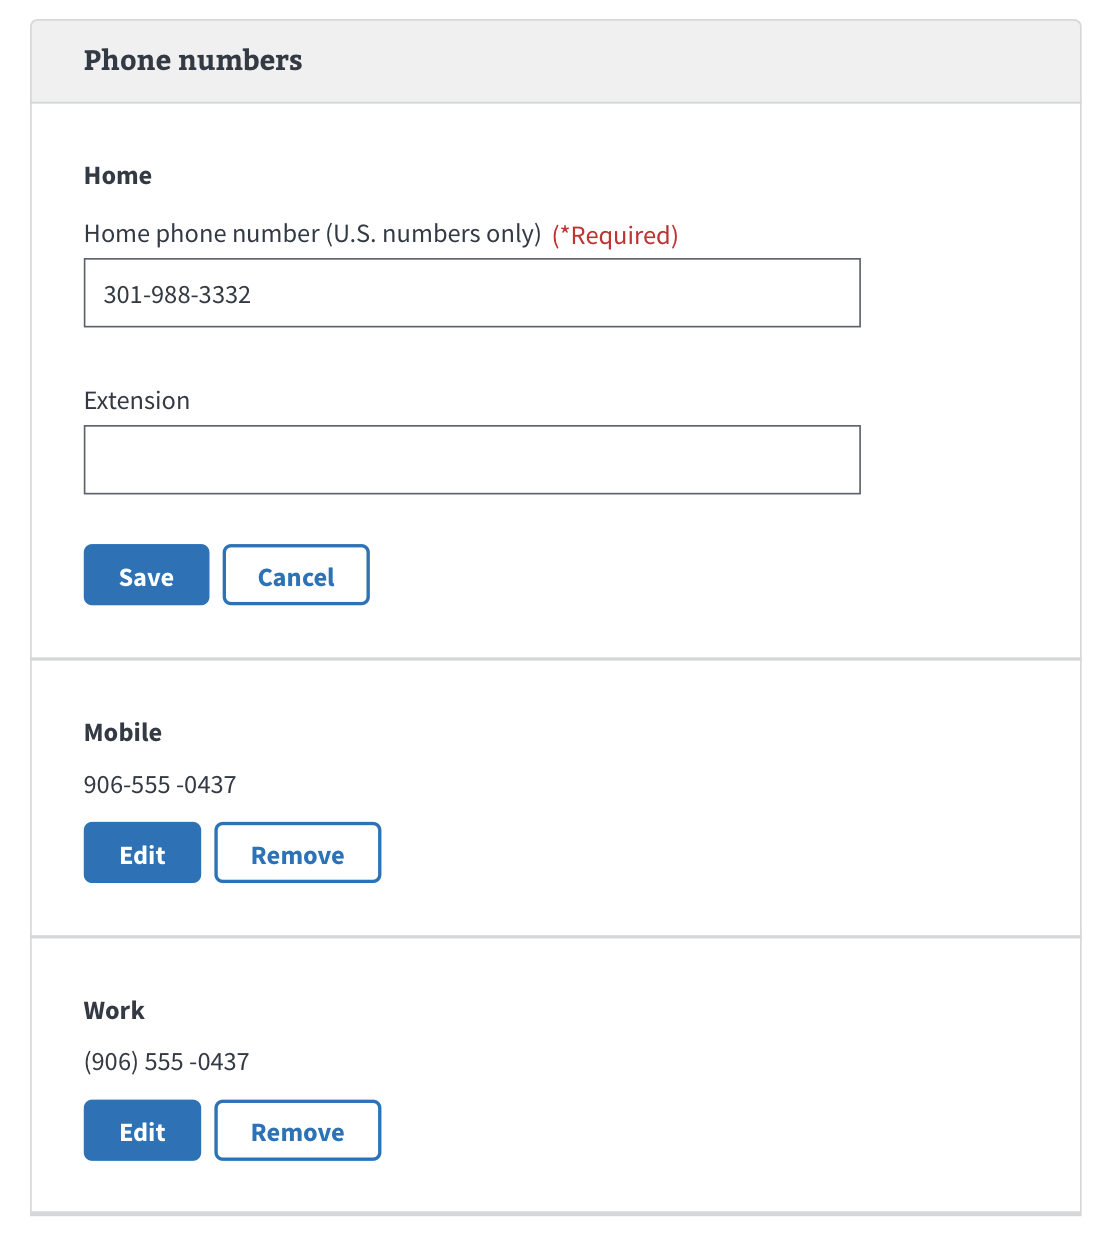 Phone numbers
Home
Home phone number (U.S. numbers only) (*Required)
301-988-3332
Extension
Save Cancel
Mobile
906-555 -0437
Edit Remove
Work
(906) 555 -0437
Edit Remove